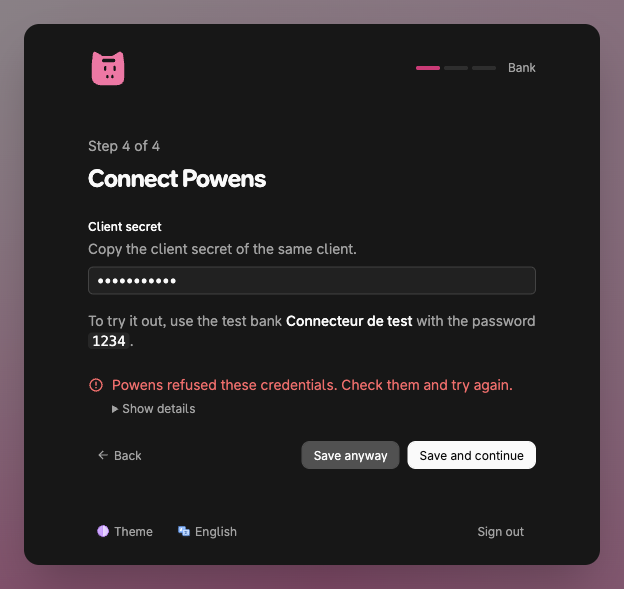 Bank
Step 4 of 4
Connect Powens
Client secret
Copy the client secret of the same client.
•••••••••••
To try it out, use the test bank Connecteur de test with the password
1234.
Powens refused these credentials. Check them and try again.
Show details
← Back
Save anyway
Save and continue
Theme
English
Sign out